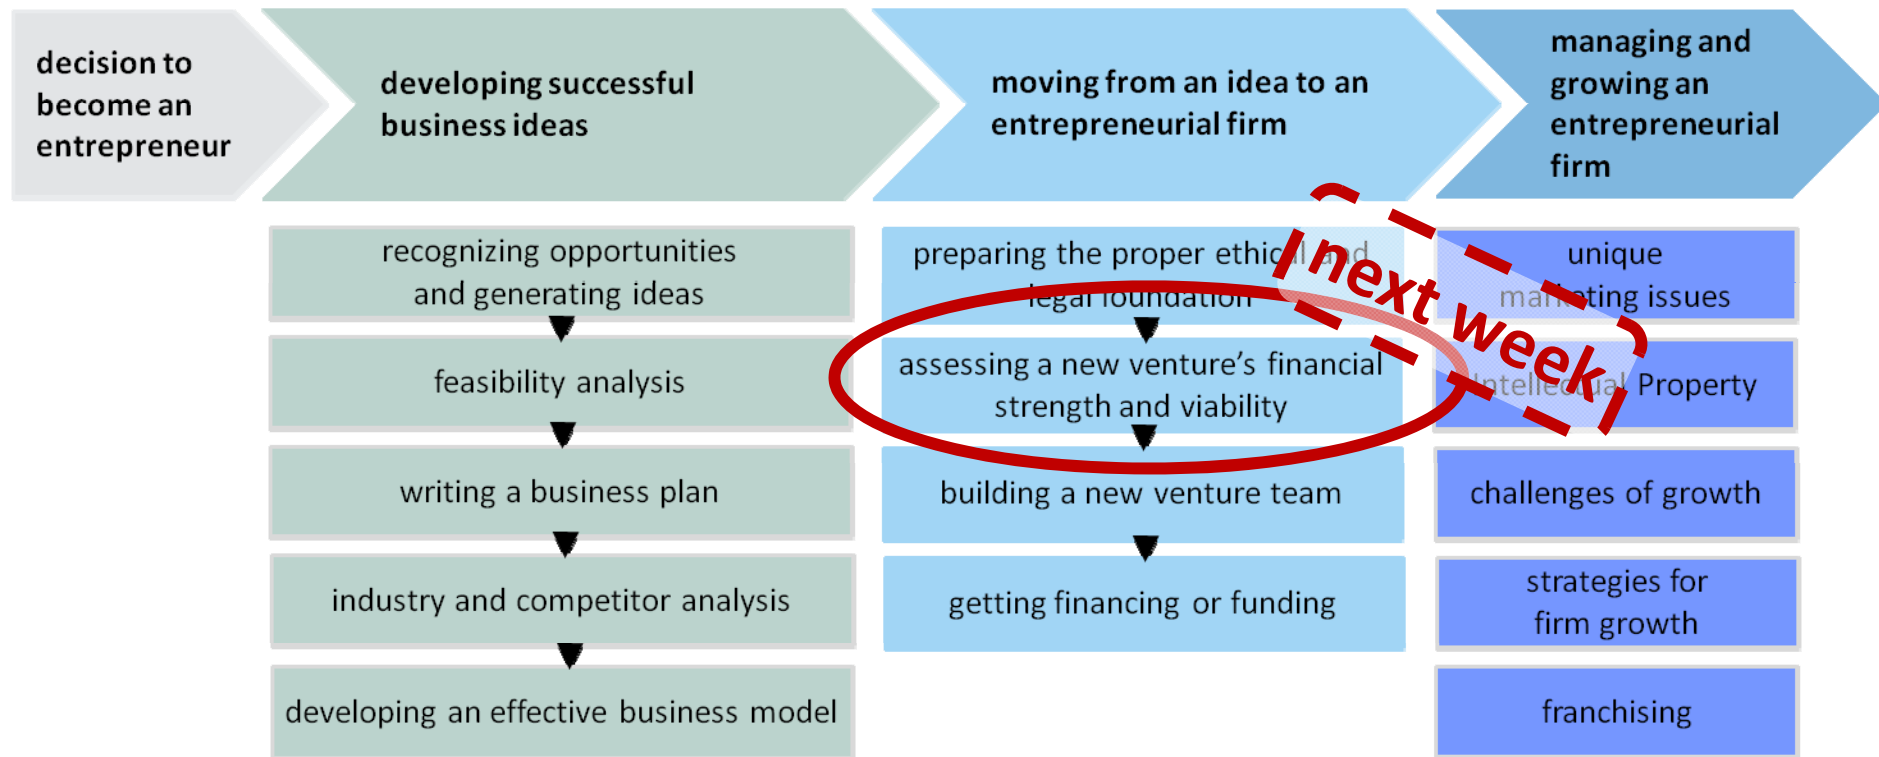 decision to
become an
entrepreneur
developing successful
business ideas
moving from an idea to an
entrepreneurial firm
managing and
growing an
entrepreneurial
firm
recognizing opportunities
and generating ideas
feasibility analysis
writing a business plan
industry and competitor analysis
developing an effective business model
preparing the proper ethical and
legal foundation
assessing a new venture's financial
strength and viability
building a new venture team
getting financing or funding
unique
marketing issues
Intellectual Property
challenges of growth
strategies for
firm growth
franchising
next week